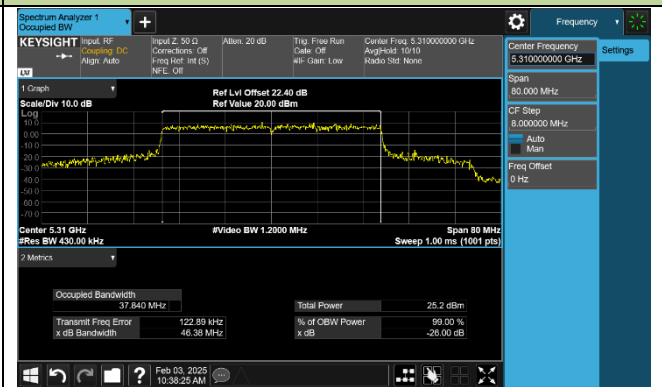 Spectrum Analyzer 1
Occupied BW
+
Frequency
KEYSIGHT
Input: RF
Coupling: DC
Align: Auto
Input Z: 50 Ω
Corrections: Off
Freq Ref: Int (S)
NFE: Off
Atten: 20 dB
Trig: Free Run
Gate: Off
#IF Gain: Low
Center Freq: 5.310000000 GHz
Avg|Hold: 10/10
Radio Std: None
LXI
1 Graph
Scale/Div 10.0 dB
Ref Lvl Offset 22.40 dB
Ref Value 20.00 dBm
Log
10.0
0.00
-10.0
-20.0
-30.0
-40.0
-50.0
-60.0
-70.0
Center 5.31 GHz
#Res BW 430.00 kHz
#Video BW 1.2000 MHz
Span 80 MHz
Sweep 1.00 ms (1001 pts)
2 Metrics
Occupied Bandwidth
37.840 MHz
Total Power 25.2 dBm
Transmit Freq Error 122.89 kHz
% of OBW Power 99.00 %
x dB Bandwidth 46.38 MHz
x dB -26.00 dB
Center Frequency
5.310000000 GHz
Settings
Span
80.000 MHz
CF Step
8.000000 MHz
Auto
Man
Freq Offset
0 Hz
?
Feb 03, 2025
10:38:25 AM